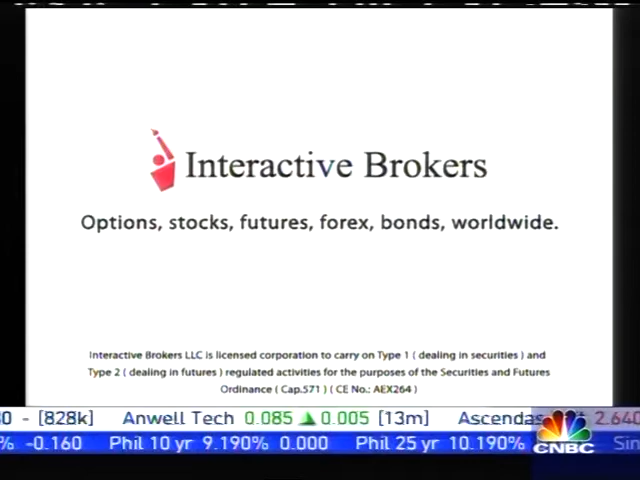 Interactive Brokers
Options, stocks, futures, forex, bonds, worldwide.
Interactive Brokers LLC is licensed corporation to carry on Type 1 ( dealing in securities ) and
Type 2 ( dealing in futures ) regulated activities for the purposes of the Securities and Futures
Ordinance ( Cap.571 ) ( CE No.: AEX264 )
- [828k] Anwell Tech 0.085 ▲ 0.005 [13m] Ascendas 2.640
% -0.160 Phil 10 yr 9.190% 0.000 Phil 25 yr 10.190% Sin
CNBC